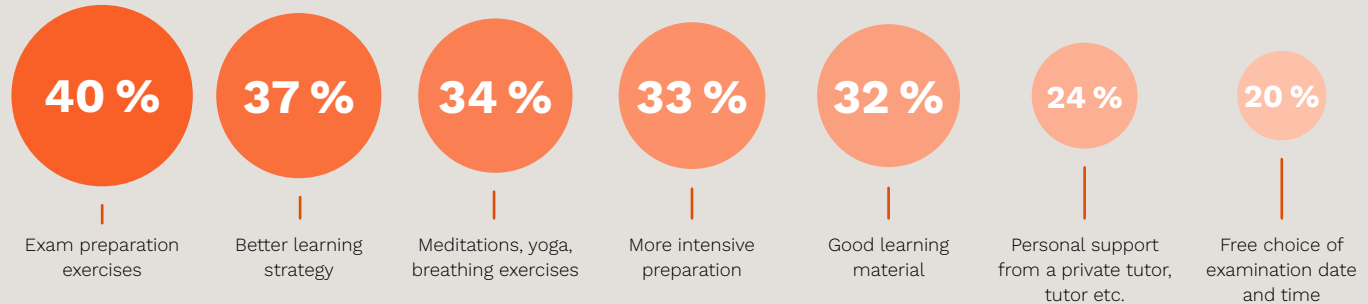 40 %
37 %
34 %
33 %
32 %
24 %
20 %
Exam preparation
exercises
Better learning
strategy
Meditations, yoga,
breathing exercises
More intensive
preparation
Good learning
material
Personal support
from a private tutor,
tutor etc.
Free choice of
examination date
and time